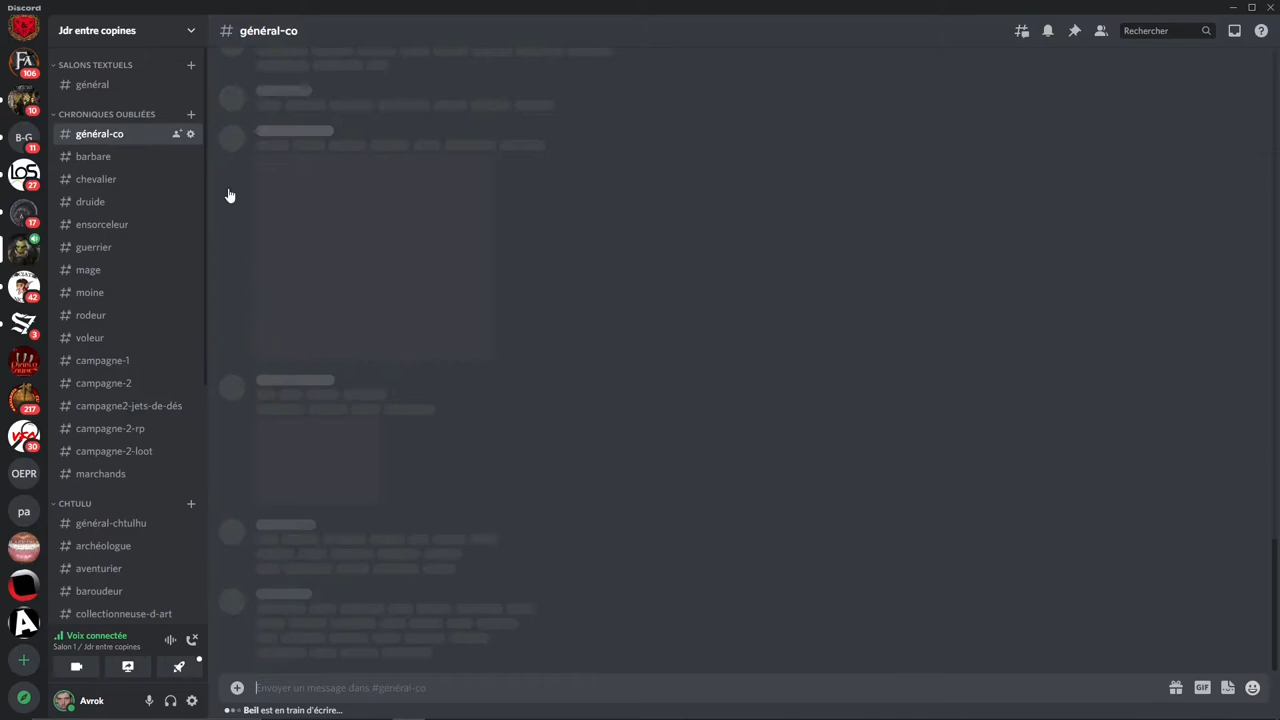 Discord
Jdr entre copines
# général-co
Rechercher
SALONS TEXTUELS
général
CHRONIQUES OUBLIÉES
général-co
barbare
chevalier
druide
ensorceleur
guerrier
mage
moine
rodeur
voleur
campagne-1
campagne-2
campagne2-jets-de-dés
campagne-2-rp
campagne-2-loot
marchands
CHTULU
général-chtulhu
archéologue
aventurier
baroudeur
collectionneuse-d-art
FA
106
10
B-G
11
LOS
27
17
42
3
217
30
OEPR
pa
A
Voix connectée
Salon 1 / Jdr entre copines
Avrok
Envoyer un message dans #général-co
GIF
Beil est en train d'écrire...